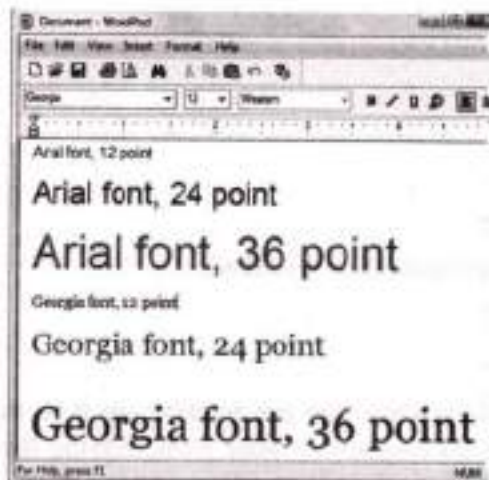 Document - WordPad
File Edit View Insert Format Help
Georgia 12 Western B / U
Arial font, 12 point
Arial font, 24 point
Arial font, 36 point
Georgia font, 12 point
Georgia font, 24 point
Georgia font, 36 point
For Help, press F1 NUM